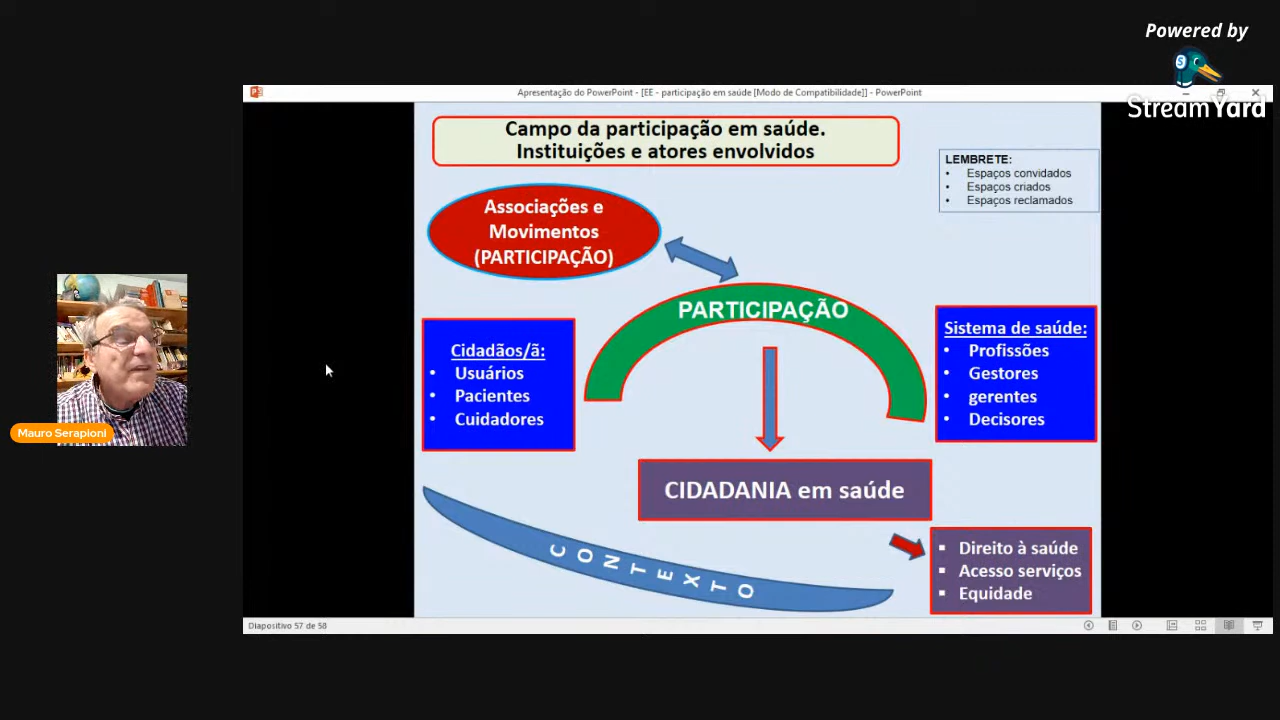 Powered by
StreamYard
Apresentação do PowerPoint - [EE - participação em saúde [Modo de Compatibilidade]] - PowerPoint
Campo da participação em saúde.
Instituições e atores envolvidos
LEMBRETE:
• Espaços convidados
• Espaços criados
• Espaços reclamados
Associações e
Movimentos
(PARTICIPAÇÃO)
PARTICIPAÇÃO
Cidadãos/ã:
• Usuários
• Pacientes
• Cuidadores
Sistema de saúde:
• Profissões
• Gestores
• gerentes
• Decisores
CIDADANIA em saúde
CONTEXTO
▪ Direito à saúde
▪ Acesso serviços
▪ Equidade
Mauro Serapioni
Diapositivo 57 de 58